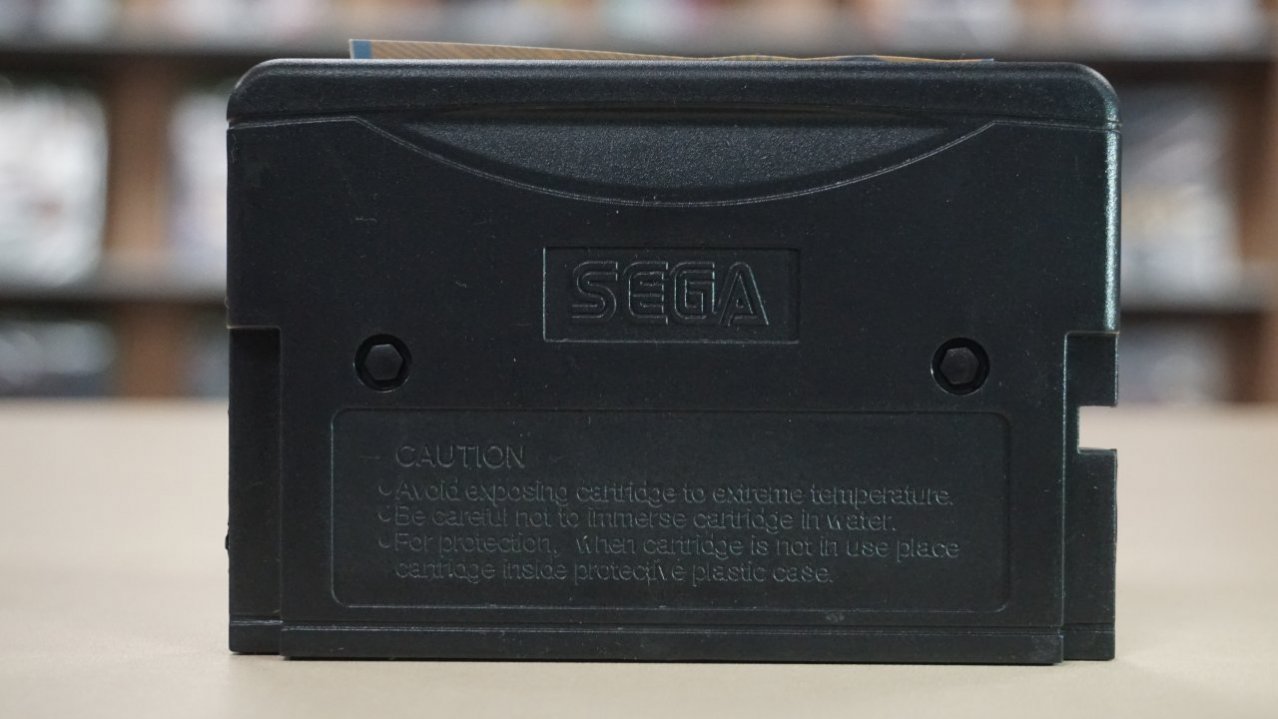 SEGA
CAUTION
Avoid exposing cartridge to extreme temperature.
Be careful not to immerse cartridge in water.
For protection, when cartridge is not in use place
cartridge inside protective plastic case.